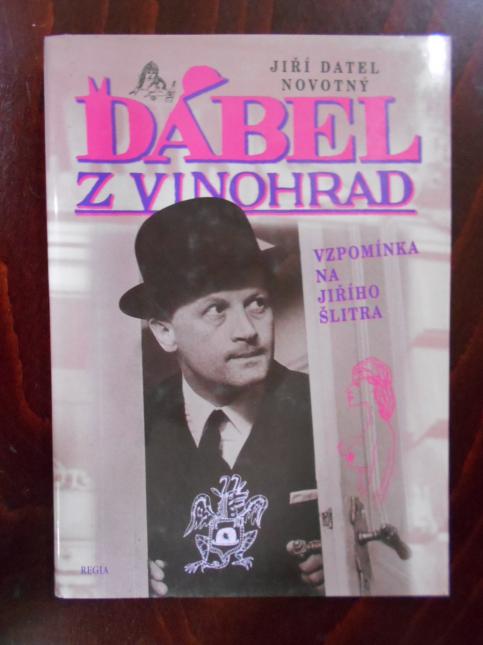 JIŘÍ DATEL
NOVOTNÝ
ĎÁBEL
Z VINOHRAD
VZPOMÍNKA
NA
JIŘÍHO
ŠLITRA
REGIA